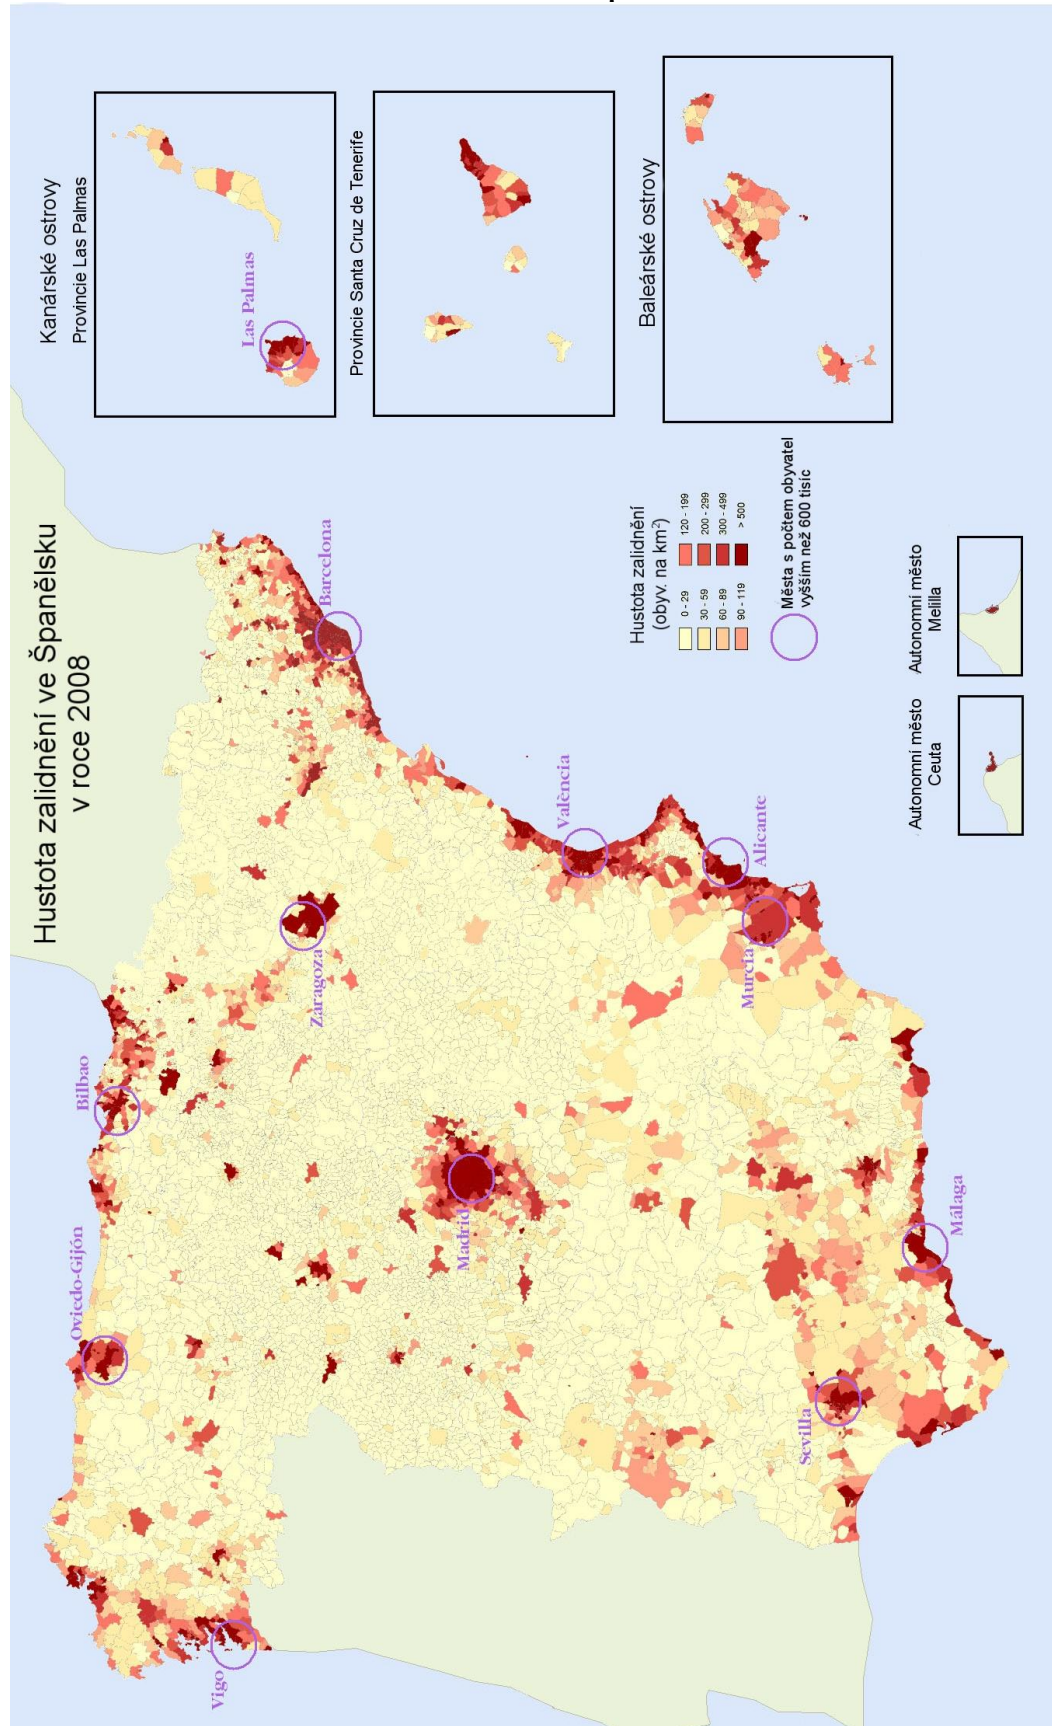 Hustota zalidnění ve Španělsku
v roce 2008
Kanárské ostrovy
Provincie Las Palmas
Las Palmas
Provincie Santa Cruz de Tenerife
Baleárské ostrovy
Vigo
Oviedo-Gijón
Bilbao
Zaragoza
Barcelona
Madrid
València
Alicante
Murcia
Sevilla
Málaga
Hustota zalidnění
(obyv. na km²)
0 - 29
30 - 59
60 - 89
90 - 119
120 - 199
200 - 299
300 - 499
> 500
Města s počtem obyvatel
vyšším než 600 tisíc
Autonomní město
Ceuta
Autonomní město
Melilla